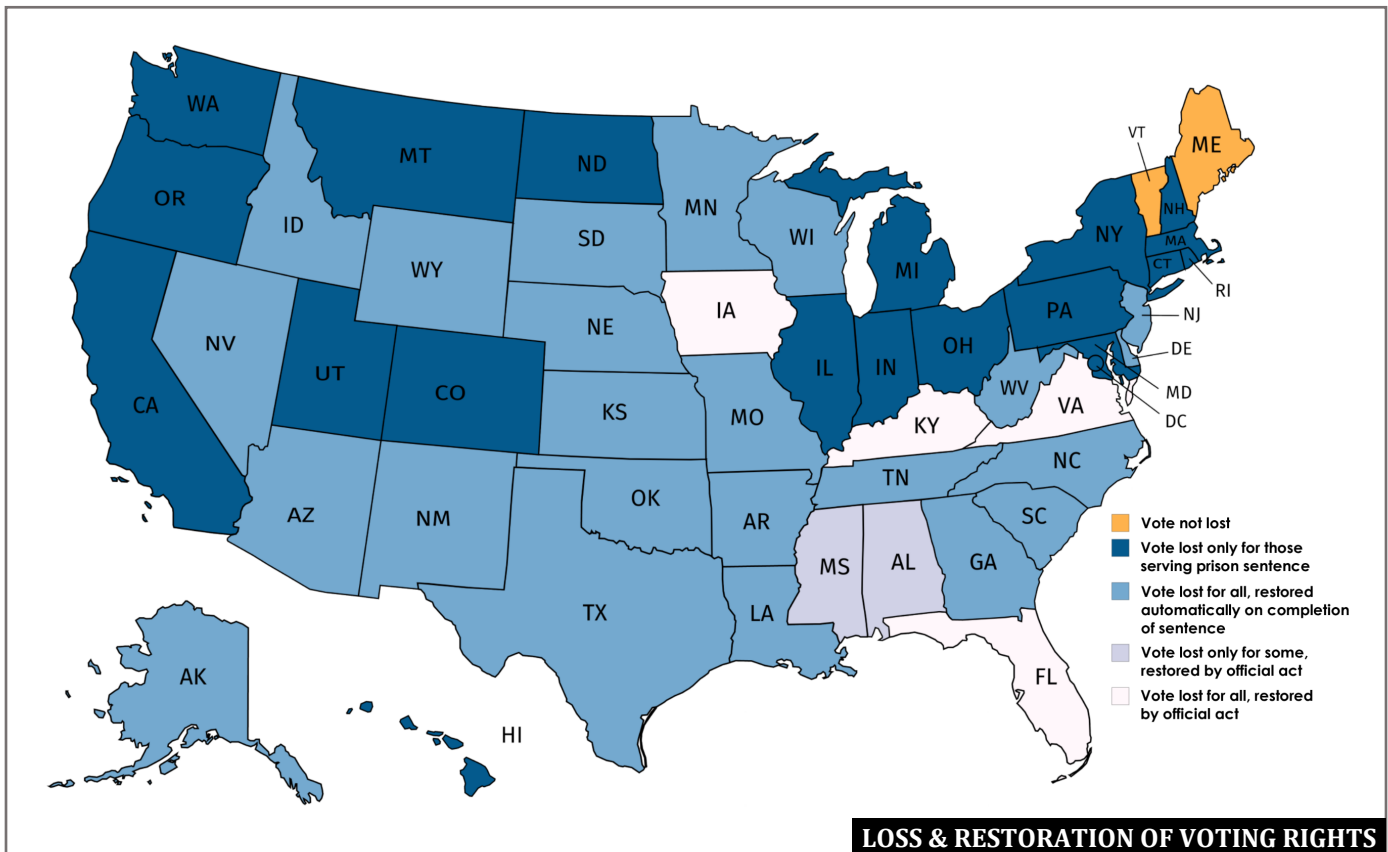 WA
MT
ND
OR
ID
WY
SD
MN
WI
MI
VT
ME
NH
NY
MA
CT
RI
NV
UT
CO
CA
NE
IA
IL
IN
OH
PA
NJ
DE
MD
DC
WV
VA
KS
MO
KY
AZ
NM
OK
AR
TN
NC
SC
MS
AL
GA
TX
LA
FL
AK
HI
Vote not lost
Vote lost only for those
serving prison sentence
Vote lost for all, restored
automatically on completion
of sentence
Vote lost only for some,
restored by official act
Vote lost for all, restored
by official act
LOSS & RESTORATION OF VOTING RIGHTS